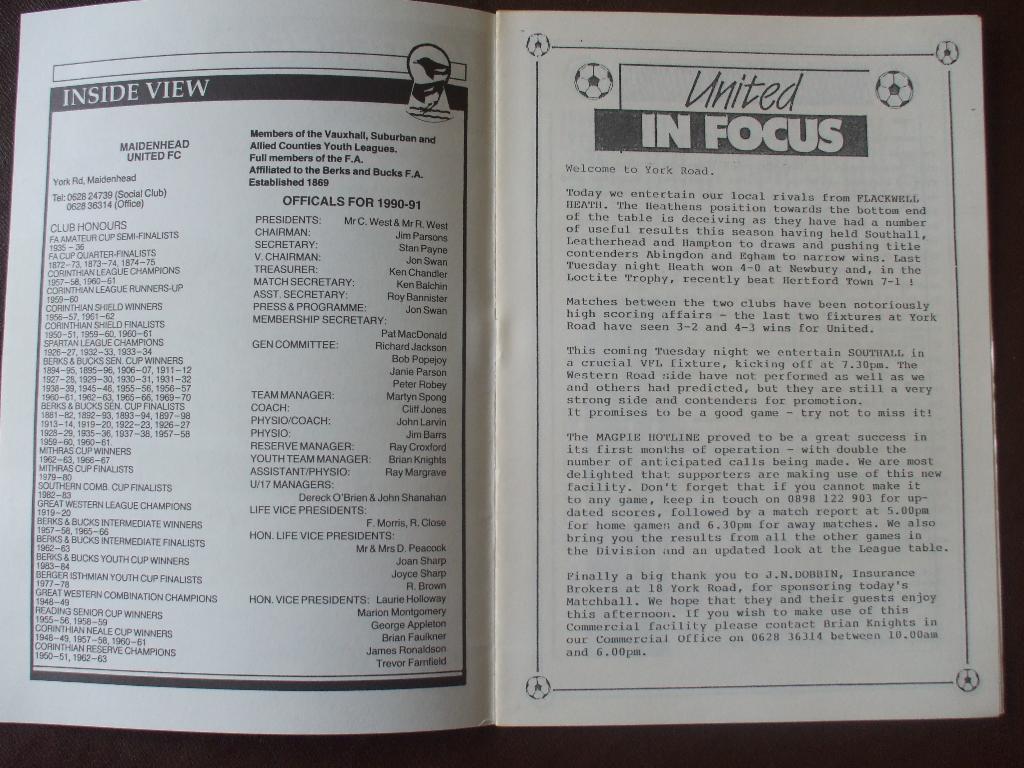 INSIDE VIEW
MAIDENHEAD
UNITED FC
York Rd, Maidenhead
Tel: 0628 24739 (Social Club)
0628 36314 (Office)
CLUB HONOURS
FA AMATEUR CUP SEMI-FINALISTS
1935 - 36
FA CUP QUARTER-FINALISTS
1872-73, 1873-74, 1874-75
CORINTHIAN LEAGUE CHAMPIONS
1957-58, 1960-61
CORINTHIAN LEAGUE RUNNERS-UP
1959-60
CORINTHIAN SHIELD WINNERS
1956-57, 1961-62
CORINTHIAN SHIELD FINALISTS
1950-51, 1959-60, 1960-61
SPARTAN LEAGUE CHAMPIONS
1926-27, 1932-33, 1933-34
BERKS & BUCKS SEN. CUP WINNERS
1894-95, 1895-96, 1906-07, 1911-12
1927-28, 1929-30, 1930-31, 1931-32
1938-39, 1945-46, 1955-56, 1956-57
1960-61, 1962-63, 1965-66, 1969-70
BERKS & BUCKS SEN. CUP FINALISTS
1881-82, 1892-93, 1893-94, 1897-98
1913-14, 1919-20, 1922-23, 1926-27
1928-29, 1935-36, 1937-38, 1957-58
1959-60, 1960-61.
MITHRAS CUP WINNERS
1962-63, 1966-67
MITHRAS CUP FINALISTS
1979-80
SOUTHERN COMB. CUP FINALISTS
1982-83
GREAT WESTERN LEAGUE CHAMPIONS
1919-20
BERKS & BUCKS INTERMEDIATE WINNERS
1957-58, 1965-66
BERKS & BUCKS INTERMEDIATE FINALISTS
1962-63
BERKS & BUCKS YOUTH CUP WINNERS
1983-84
BERGER ISTHMIAN YOUTH CUP FINALISTS
1977-78
GREAT WESTERN COMBINATION CHAMPIONS
1948-49
READING SENIOR CUP WINNERS
1955-56, 1958-59
CORINTHIAN NEALE CUP WINNERS
1948-49, 1957-58, 1960-61
CORINTHIAN RESERVE CHAMPIONS
1950-51, 1962-63
Members of the Vauxhall, Suburban and
Allied Counties Youth Leagues.
Full members of the F.A.
Affiliated to the Berks and Bucks F.A.
Established 1869
OFFICALS FOR 1990-91
PRESIDENTS: Mr C. West & Mr R. West
CHAIRMAN: Jim Parsons
SECRETARY: Stan Payne
V. CHAIRMAN: Jon Swan
TREASURER: Ken Chandler
MATCH SECRETARY: Ken Balchin
ASST. SECRETARY: Roy Bannister
PRESS & PROGRAMME: Jon Swan
MEMBERSHIP SECRETARY:
Pat MacDonald
GEN COMMITTEE: Richard Jackson
Bob Popejoy
Janie Parson
Peter Robey
TEAM MANAGER: Martyn Spong
COACH: Cliff Jones
PHYSIO/COACH: John Larvin
PHYSIO: Jim Barrs
RESERVE MANAGER: Ray Croxford
YOUTH TEAM MANAGER: Brian Knights
ASSISTANT/PHYSIO: Ray Margrave
U/17 MANAGERS:
Dereck O'Brien & John Shanahan
LIFE VICE PRESIDENTS:
F. Morris, R. Close
HON. LIFE VICE PRESIDENTS:
Mr & Mrs D. Peacock
Joan Sharp
Joyce Sharp
R. Brown
HON. VICE PRESIDENTS: Laurie Holloway
Marion Montgomery
George Appleton
Brian Faulkner
James Ronaldson
Trevor Farnfield
United
IN FOCUS
Welcome to York Road.
Today we entertain our local rivals from FLACKWELL
HEATH. The Heathens position towards the bottom end
of the table is deceiving as they have had a number
of useful results this season having held Southall,
Leatherhead and Hampton to draws and pushing title
contenders Abingdon and Egham to narrow wins. Last
Tuesday night Heath won 4-0 at Newbury and, in the
Loctite Trophy, recently beat Hertford Town 7-1 !
Matches between the two clubs have been notoriously
high scoring affairs - the last two fixtures at York
Road have seen 3-2 and 4-3 wins for United.
This coming Tuesday night we entertain SOUTHALL in
a crucial VFL fixture, kicking off at 7.30pm. The
Western Road side have not performed as well as we
and others had predicted, but they are still a very
strong side and contenders for promotion.
It promises to be a good game - try not to miss it!
The MAGPIE HOTLINE proved to be a great success in
its first months of operation - with double the
number of anticipated calls being made. We are most
delighted that supporters are making use of this new
facility. Don't forget that if you cannot make it
to any game, keep in touch on 0898 122 903 for up-
dated scores, followed by a match report at 5.00pm
for home games and 6.30pm for away matches. We also
bring you the results from all the other games in
the Division and an updated look at the League table.
Finally a big thank you to J.N.DOBBIN, Insurance
Brokers at 18 York Road, for sponsoring today's
Matchball. We hope that they and their guests enjoy
this afternoon. If you wish to make use of this
Commercial facility please contact Brian Knights in
our Commercial Office on 0628 36314 between 10.00am
and 6.00pm.